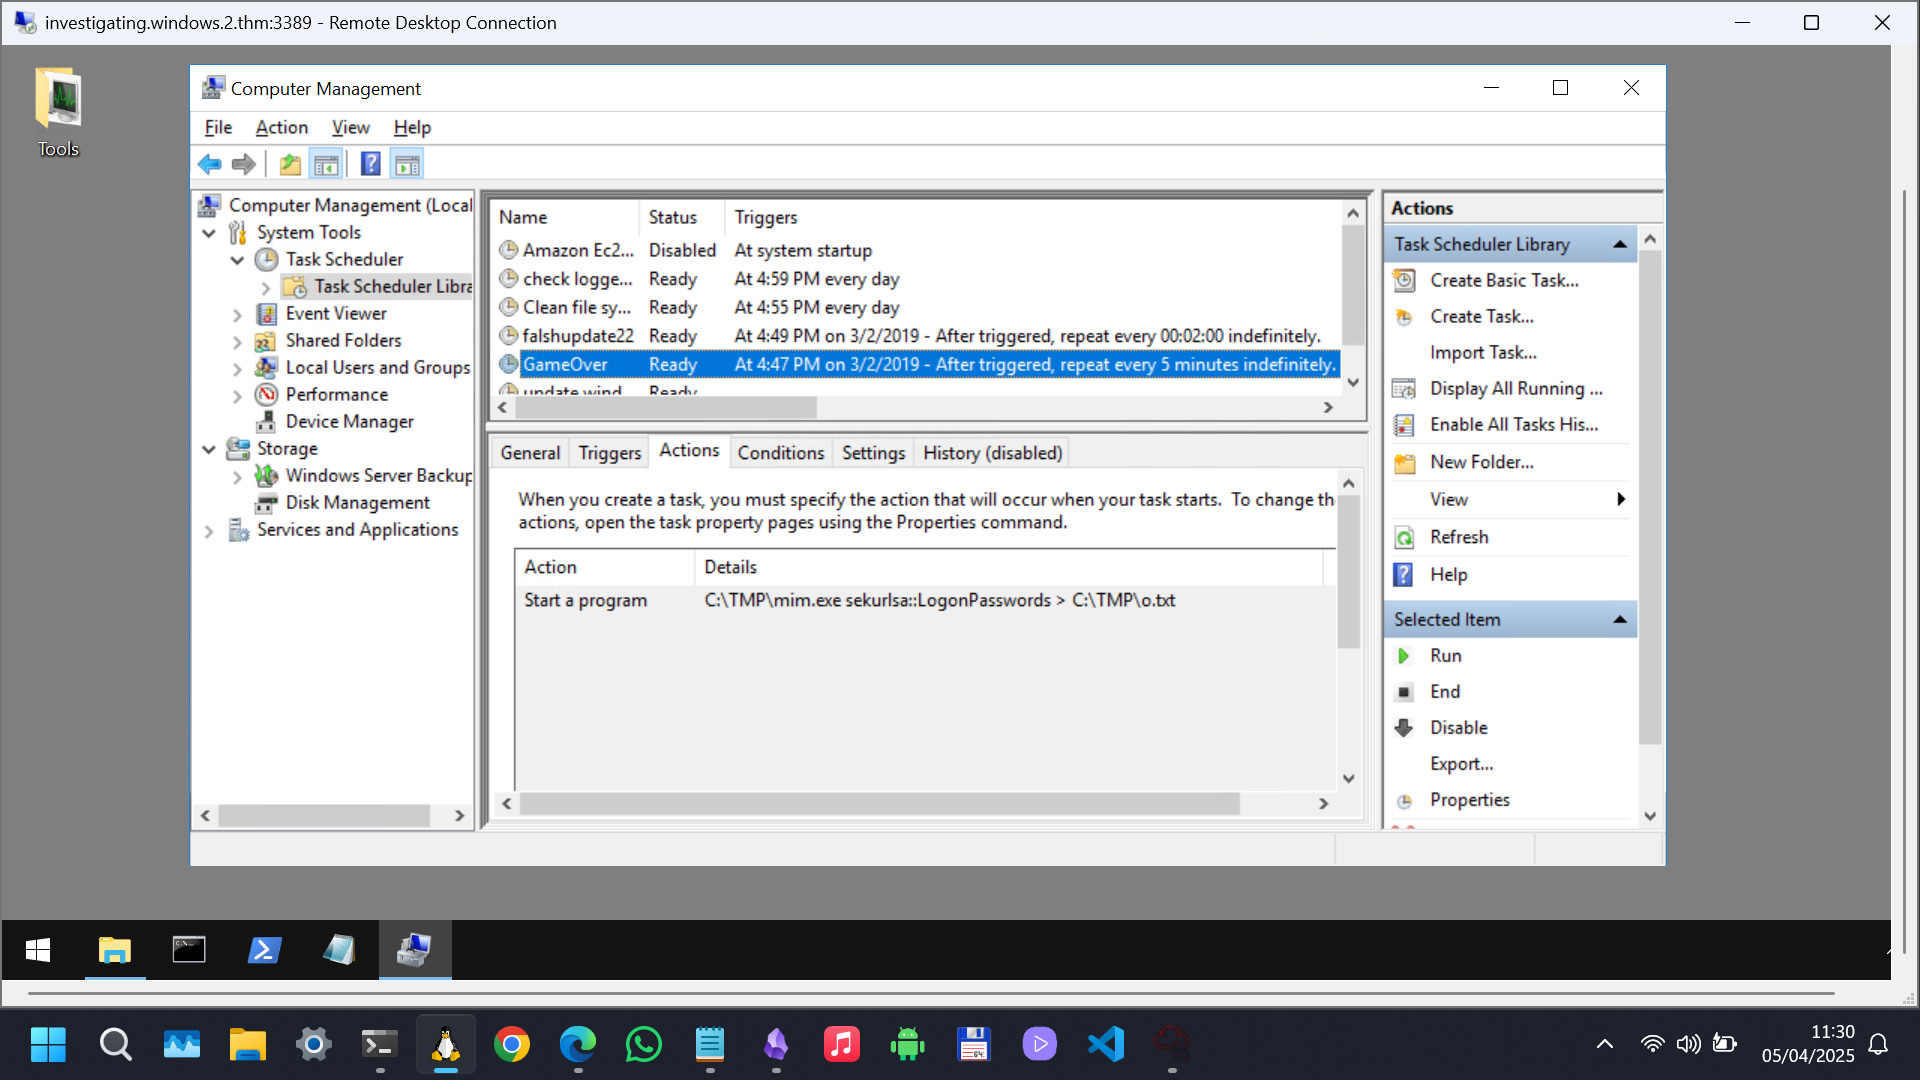 investigating.windows.2.thm:3389 - Remote Desktop Connection
Tools
Computer Management
File Action View Help
Computer Management (Local
System Tools
Task Scheduler
Task Scheduler Libra
Event Viewer
Shared Folders
Local Users and Groups
Performance
Device Manager
Storage
Windows Server Backup
Disk Management
Services and Applications
Name Status Triggers
Amazon Ec2... Disabled At system startup
check logge... Ready At 4:59 PM every day
Clean file sy... Ready At 4:55 PM every day
falshupdate22 Ready At 4:49 PM on 3/2/2019 - After triggered, repeat every 00:02:00 indefinitely.
GameOver Ready At 4:47 PM on 3/2/2019 - After triggered, repeat every 5 minutes indefinitely.
update wind Ready
General Triggers Actions Conditions Settings History (disabled)
When you create a task, you must specify the action that will occur when your task starts. To change th
actions, open the task property pages using the Properties command.
Action Details
Start a program C:\TMP\mim.exe sekurlsa::LogonPasswords > C:\TMP\o.txt
Actions
Task Scheduler Library
Create Basic Task...
Create Task...
Import Task...
Display All Running ...
Enable All Tasks His...
New Folder...
View
Refresh
Help
Selected Item
Run
End
Disable
Export...
Properties
11:30
05/04/2025